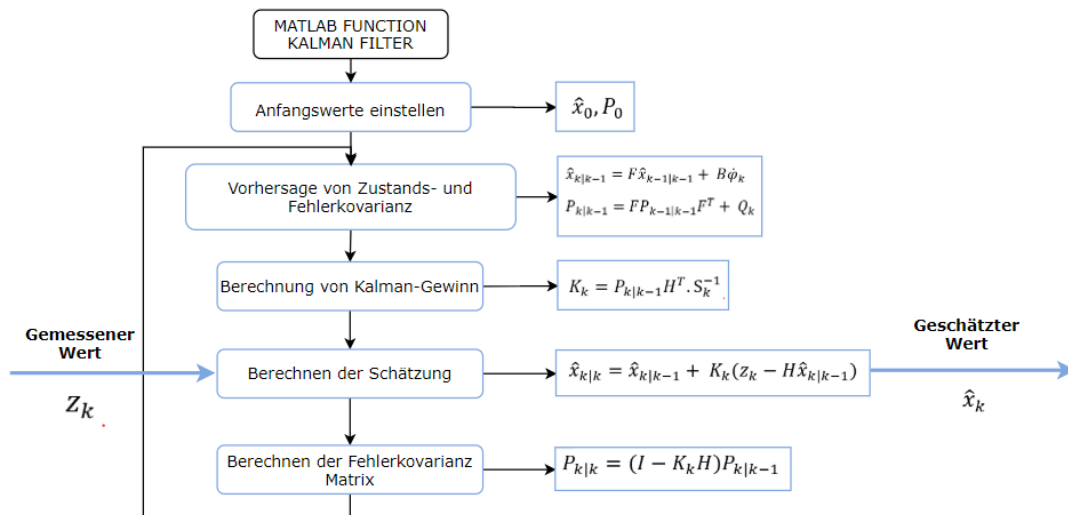 MATLAB FUNCTION
KALMAN FILTER
Anfangswerte einstellen
x̂₀, P₀
Vorhersage von Zustands- und
Fehlerkovarianz
x̂ₖ|ₖ₋₁ = Fx̂ₖ₋₁|ₖ₋₁ + Bφ̇ₖ
Pₖ|ₖ₋₁ = FPₖ₋₁|ₖ₋₁Fᵀ + Qₖ
Berechnung von Kalman-Gewinn
Kₖ = Pₖ|ₖ₋₁Hᵀ.Sₖ⁻¹
Gemessener
Wert
Zₖ
Berechnen der Schätzung
x̂ₖ|ₖ = x̂ₖ|ₖ₋₁ + Kₖ(zₖ − Hx̂ₖ|ₖ₋₁)
Geschätzter
Wert
x̂ₖ
Berechnen der Fehlerkovarianz
Matrix
Pₖ|ₖ = (I − KₖH)Pₖ|ₖ₋₁